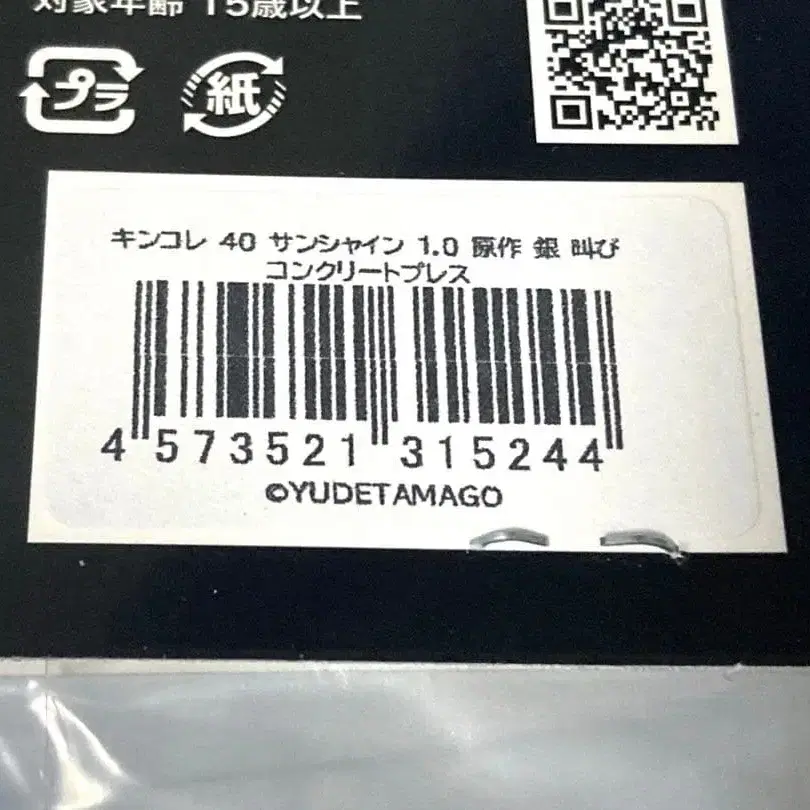 対象年齢 15歳以上
プラ
紙
キンコレ 40 サンシャイン 1.0 原作 銀 叫び
コンクリートプレス
4 573521 315244
©YUDETAMAGO